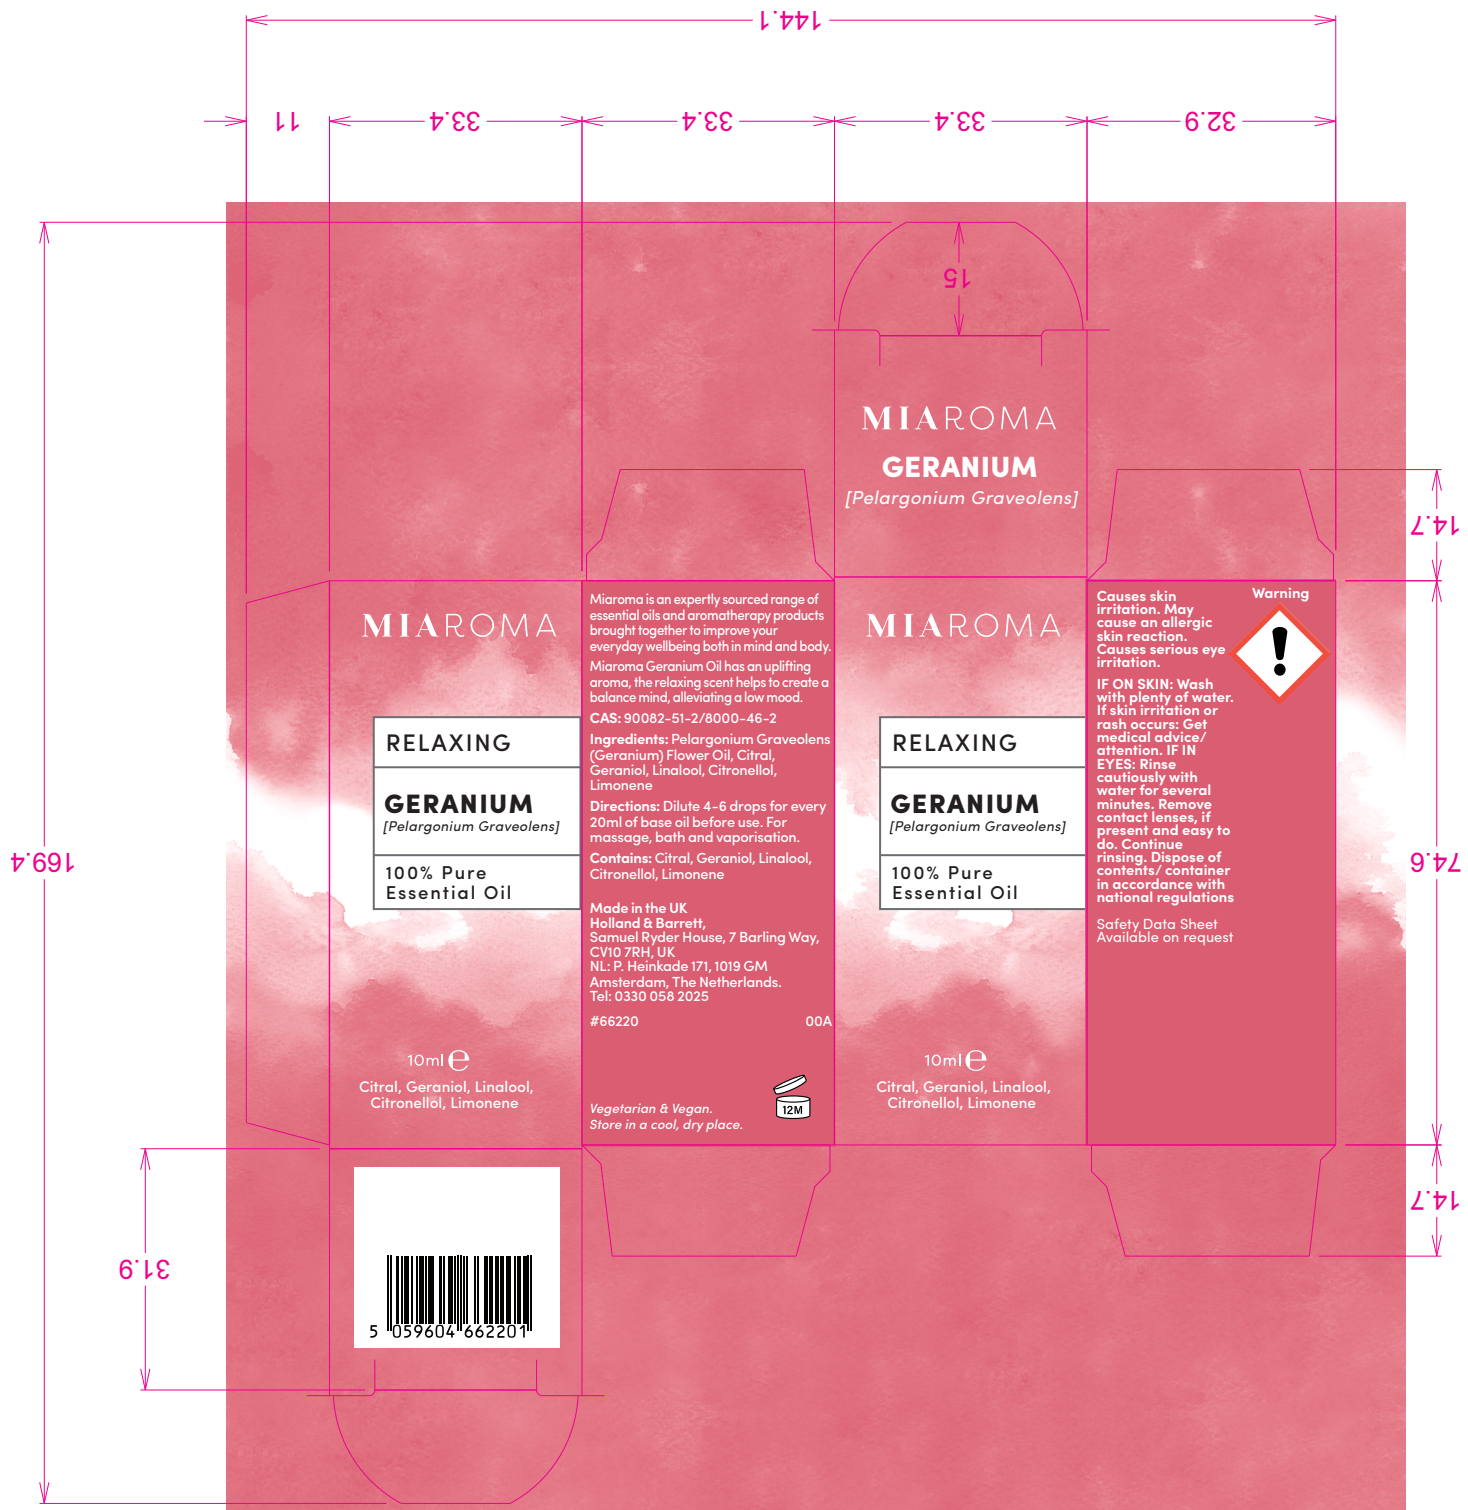 144.1
11
33.4
33.4
33.4
32.9
15
169.4
14.7
74.6
14.7
31.9
MIAROMA
GERANIUM
[Pelargonium Graveolens]
MIAROMA
RELAXING
GERANIUM
[Pelargonium Graveolens]
100% Pure
Essential Oil
10ml e
Citral, Geraniol, Linalool,
Citronellol, Limonene
Miaroma is an expertly sourced range of
essential oils and aromatherapy products
brought together to improve your
everyday wellbeing both in mind and body.
Miaroma Geranium Oil has an uplifting
aroma, the relaxing scent helps to create a
balance mind, alleviating a low mood.
CAS: 90082-51-2/8000-46-2
Ingredients: Pelargonium Graveolens
(Geranium) Flower Oil, Citral,
Geraniol, Linalool, Citronellol,
Limonene
Directions: Dilute 4-6 drops for every
20ml of base oil before use. For
massage, bath and vaporisation.
Contains: Citral, Geraniol, Linalool,
Citronellol, Limonene
Made in the UK
Holland & Barrett,
Samuel Ryder House, 7 Barling Way,
CV10 7RH, UK
NL: P. Heinkade 171, 1019 GM
Amsterdam, The Netherlands.
Tel: 0330 058 2025
#66220 00A
12M
Vegetarian & Vegan.
Store in a cool, dry place.
MIAROMA
RELAXING
GERANIUM
[Pelargonium Graveolens]
100% Pure
Essential Oil
10ml e
Citral, Geraniol, Linalool,
Citronellol, Limonene
Warning
Causes skin
irritation. May
cause an allergic
skin reaction.
Causes serious eye
irritation.
IF ON SKIN: Wash
with plenty of water.
If skin irritation or
rash occurs: Get
medical advice/
attention. IF IN
EYES: Rinse
cautiously with
water for several
minutes. Remove
contact lenses, if
present and easy to
do. Continue
rinsing. Dispose of
contents/ container
in accordance with
national regulations
Safety Data Sheet
Available on request
5 059604 662201